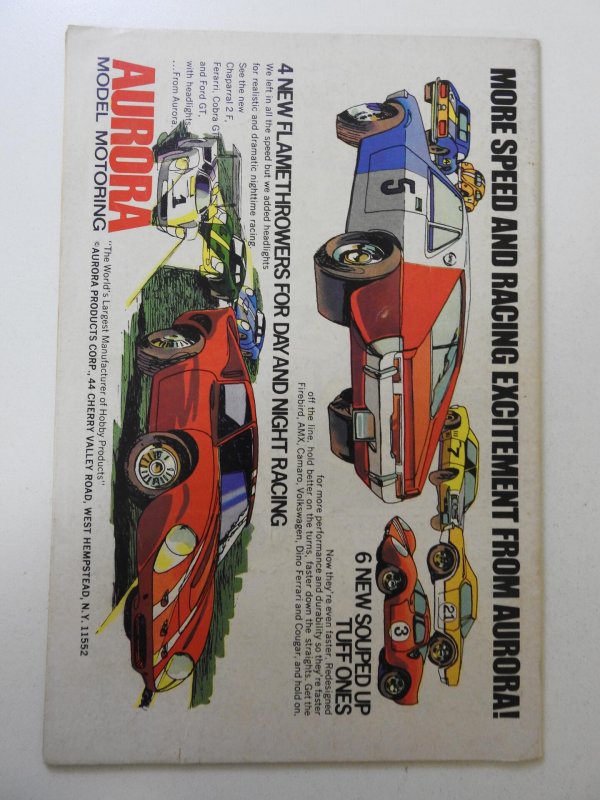 MORE SPEED AND RACING EXCITEMENT FROM AURORA!
5
7
21
3
6 NEW SOUPED UP
TUFF ONES
Now they're even faster. Redesigned
for more performance and durability so they're faster
off the line, hold better on the turns, faster down the straights. Get the
Firebird, AMX, Camaro, Volkswagen, Dino Ferrari and Cougar, and hold on.
4 NEW FLAMETHROWERS FOR DAY AND NIGHT RACING
We left in all the speed but we added headlights
for realistic and dramatic nighttime racing.
See the new
Chaparral 2 F,
Ferarri, Cobra GT
and Ford GT,
with headlights
...From Aurora
1
AURORA
MODEL MOTORING
"The World's Largest Manufacturer of Hobby Products"
©AURORA PRODUCTS CORP., 44 CHERRY VALLEY ROAD, WEST HEMPSTEAD, N.Y. 11552